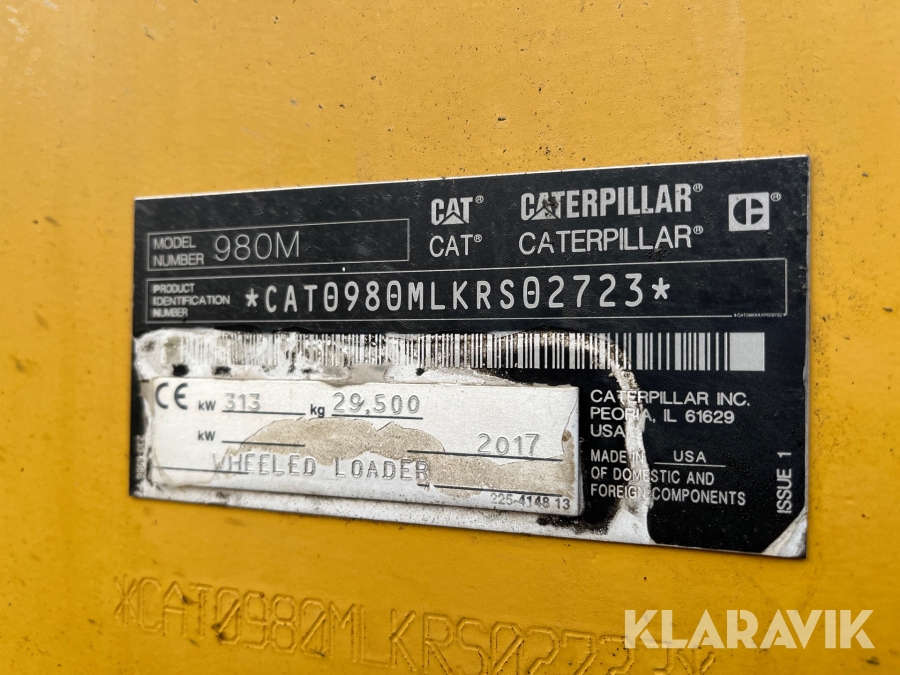 CAT® CATERPILLAR®
CAT® CATERPILLAR®
MODEL NUMBER 980M
PRODUCT IDENTIFICATION NUMBER *CAT0980MLKRS02723*
CE kW 313 kg 29,500
kW 2017
WHEELED LOADER
225-4148 13
CATERPILLAR INC.
PEORIA, IL 61629
USA
MADE IN USA
OF DOMESTIC AND
FOREIGN COMPONENTS
ISSUE 1
*CAT0980MLKRS02723*
KLARAVIK